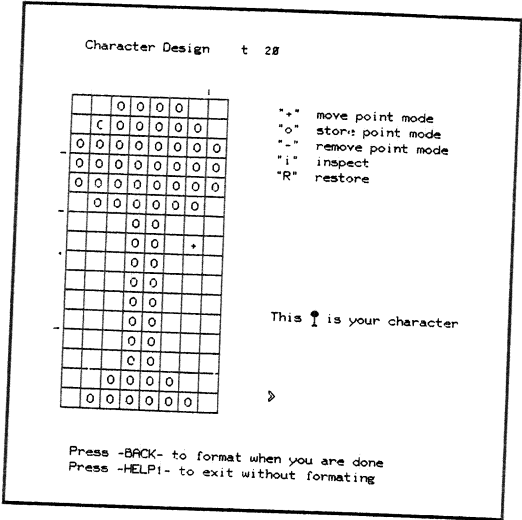 Character Design t 20
"+" move point mode
"o" store point mode
"-" remove point mode
"i" inspect
"R" restore
O O O O
C O O O O O
O O O O O O O O
O O O O O O O O
O O O O O O O O
O O O O O O
O O
O O +
O O
O O
O O
O O
O O
O O
O O O O
O O O O O O
This is your character
Press -BACK- to format when you are done
Press -HELP1- to exit without formating